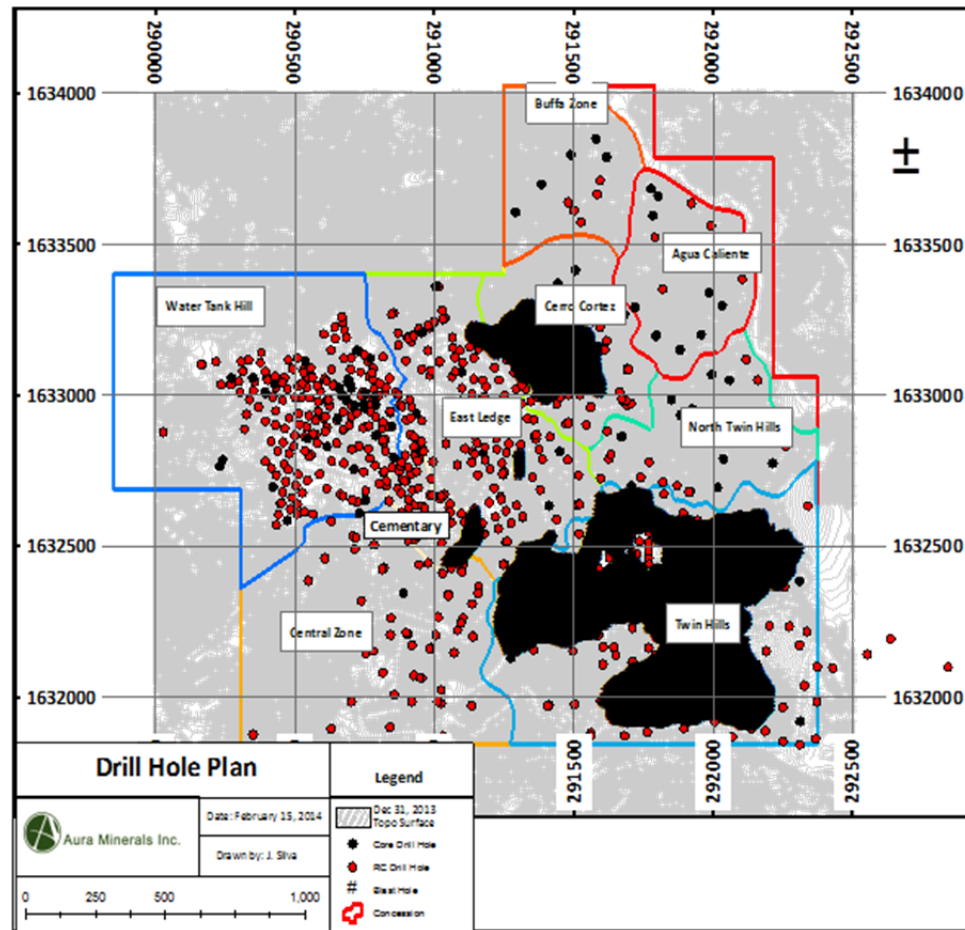 290000 290500 291000 291500 292000 292500
1634000 1634000
Buffa Zone
±
1633500 1633500
Agua Caliente
Water Tank Hill
Cerro Cortez
1633000 1633000
East Ledge
North Twin Hills
Cementary
1632500 1632500
Central Zone
Twin Hills
1632000 1632000
291500 292000 292500
Drill Hole Plan
Aura Minerals Inc.
Date: February 15, 2014
Drawn by: J. Silva
0 250 500 1,000
Legend
Dec 31, 2013
Topo Surface
Core Drill Hole
RC Drill Hole
# Blast Hole
Concession